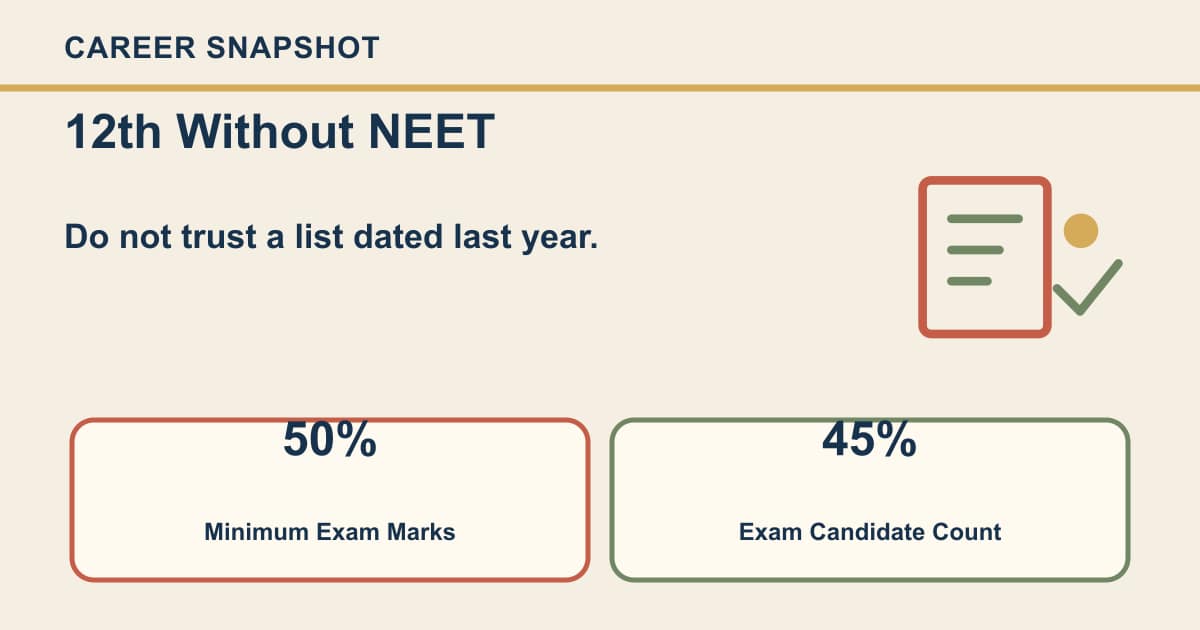 CAREER SNAPSHOT
12th Without NEET
Do not trust a list dated last year.
50%
Minimum Exam Marks
45%
Exam Candidate Count